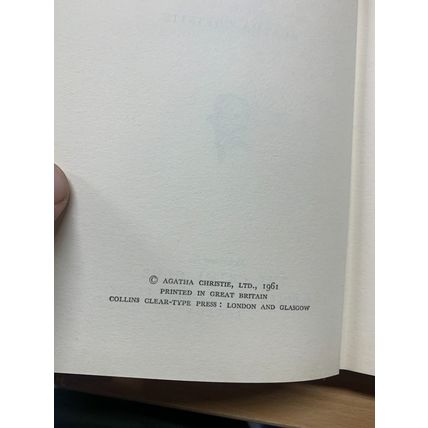 © AGATHA CHRISTIE, LTD., 1961
PRINTED IN GREAT BRITAIN
COLLINS CLEAR-TYPE PRESS : LONDON AND GLASGOW